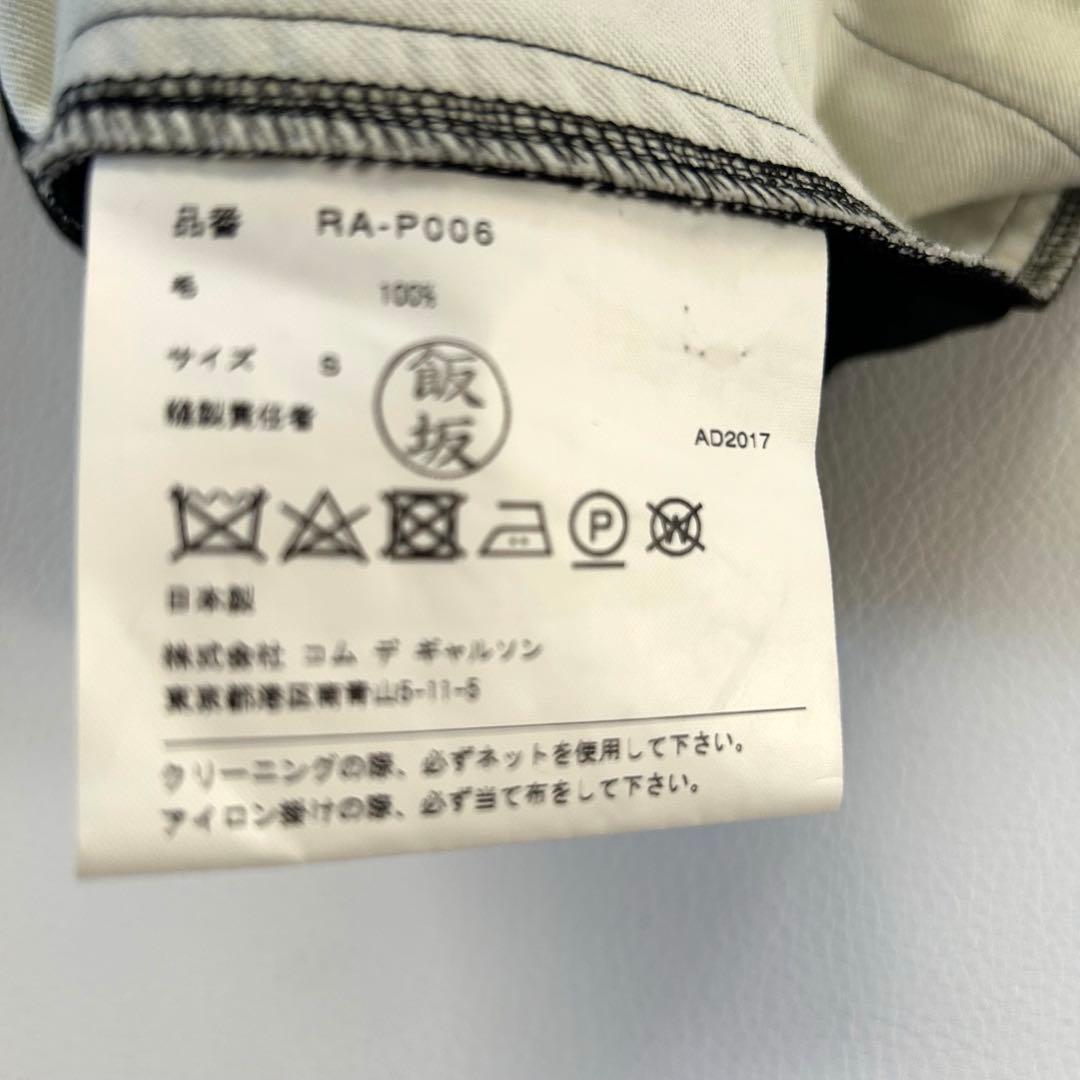 品番 RA-P006
毛 100%
サイズ S
縫製責任者
飯坂
AD2017
P W
日本製
株式会社 コム デ ギャルソン
東京都港区南青山5-11-5
クリーニングの際、必ずネットを使用して下さい。
アイロン掛けの際、必ず当て布をして下さい。